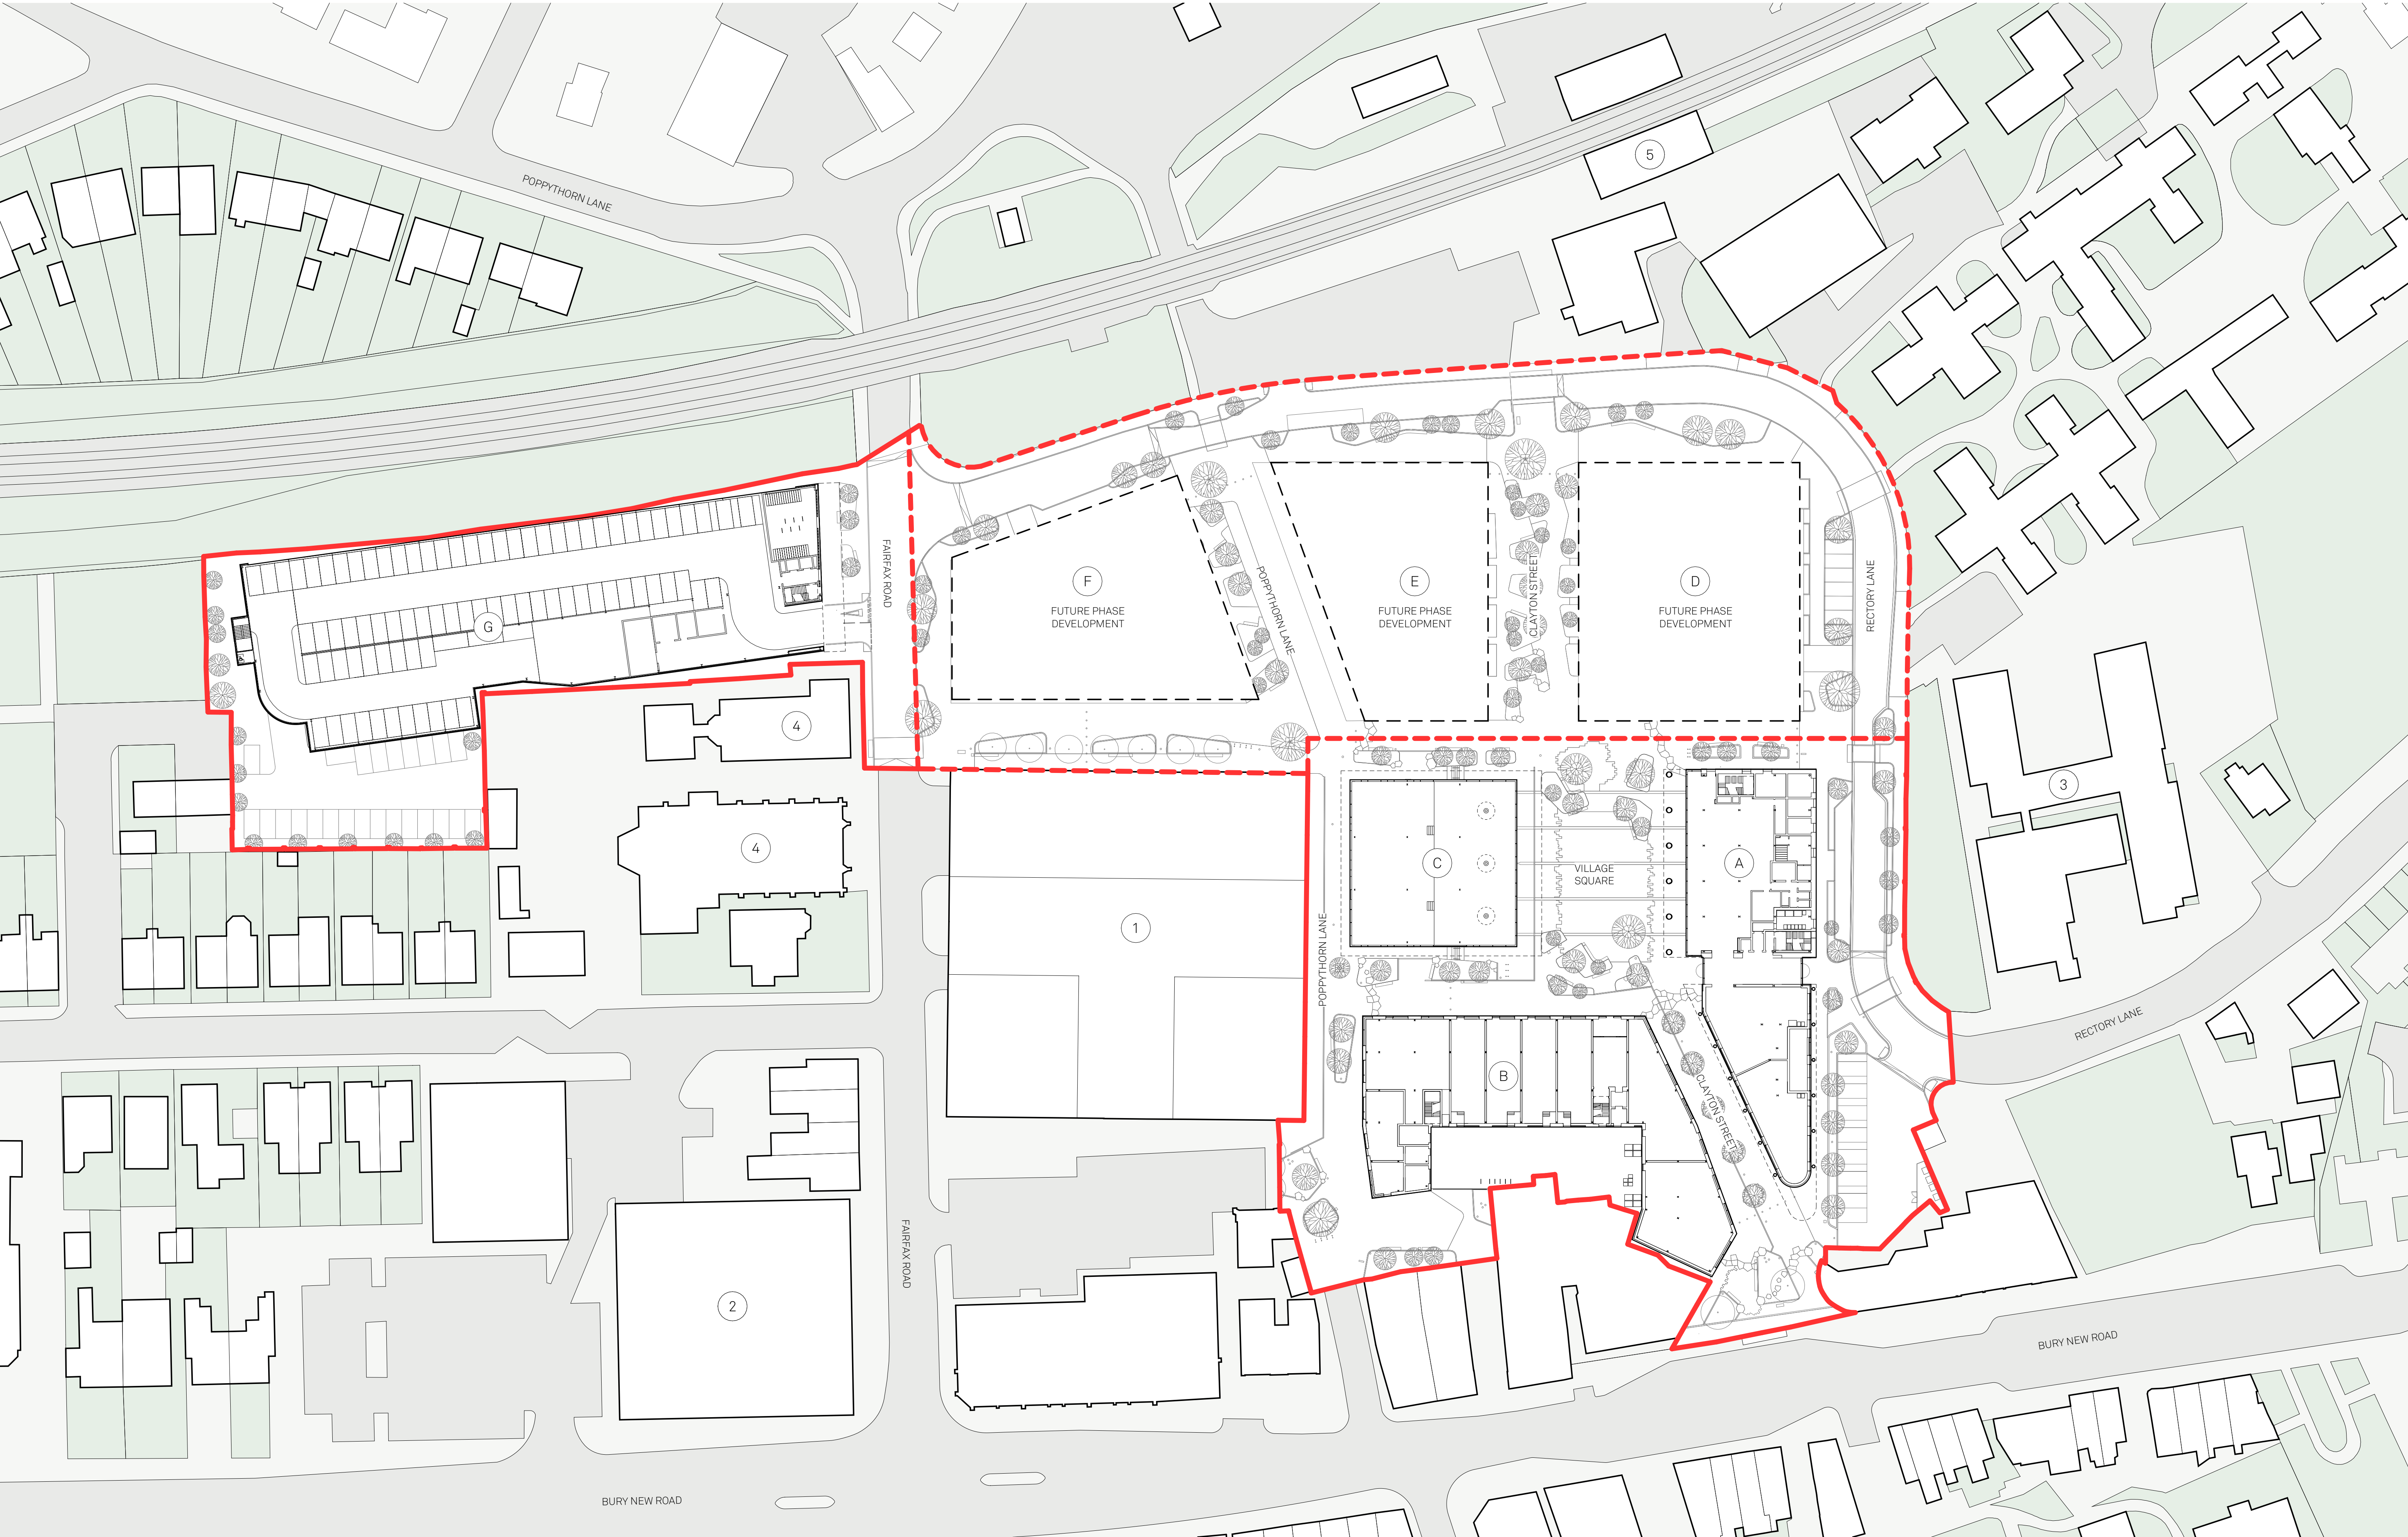 5
POPPYTHORN LANE
FAIRFAX ROAD
F
FUTURE PHASE
DEVELOPMENT
POPPYTHORN LANE
E
FUTURE PHASE
DEVELOPMENT
CLAYTON STREET
D
FUTURE PHASE
DEVELOPMENT
RECTORY LANE
G
4
3
4
C
VILLAGE
SQUARE
A
1
POPPYTHORN LANE
RECTORY LANE
B
CLAYTON STREET
FAIRFAX ROAD
2
BURY NEW ROAD
BURY NEW ROAD